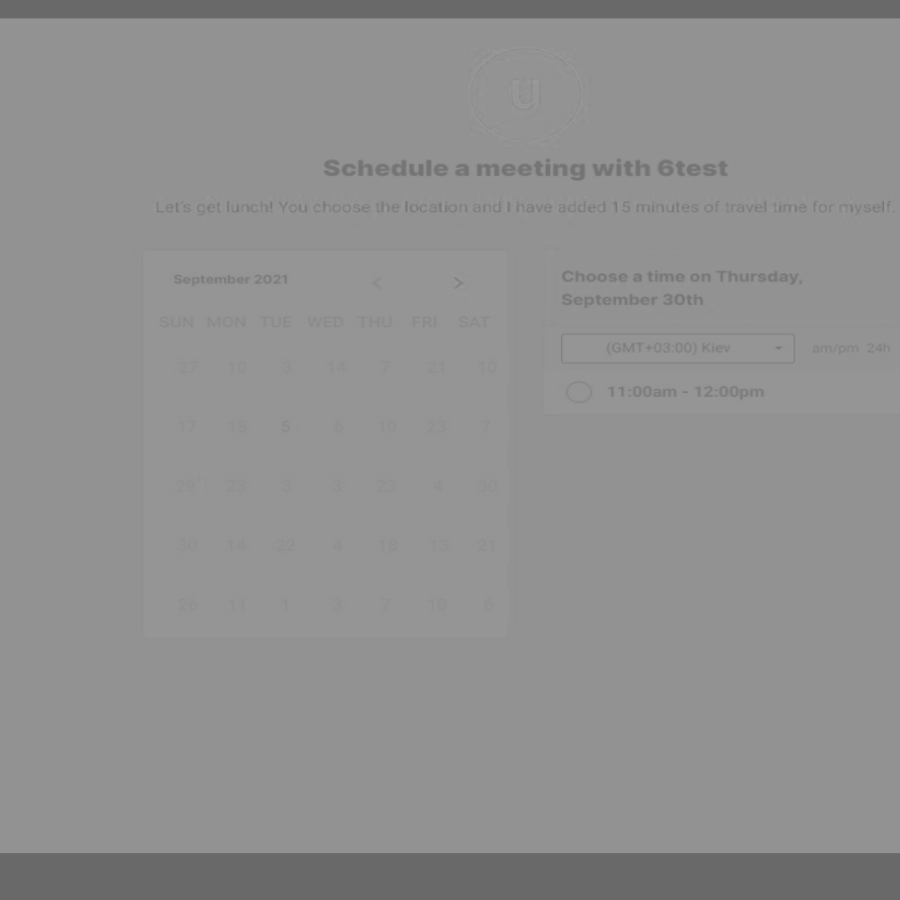 u
Schedule a meeting with 6test
Let's get lunch! You choose the location and I have added 15 minutes of travel time for myself.
September 2021
SUN MON TUE WED THU FRI SAT
27 10 3 14 7 21 10
17 18 5 6 10 23 7
29 23 3 3 23 4 30
30 14 22 4 18 13 21
26 11 1 3 7 10 6
Choose a time on Thursday,
September 30th
(GMT+03:00) Kiev am/pm 24h
11:00am - 12:00pm